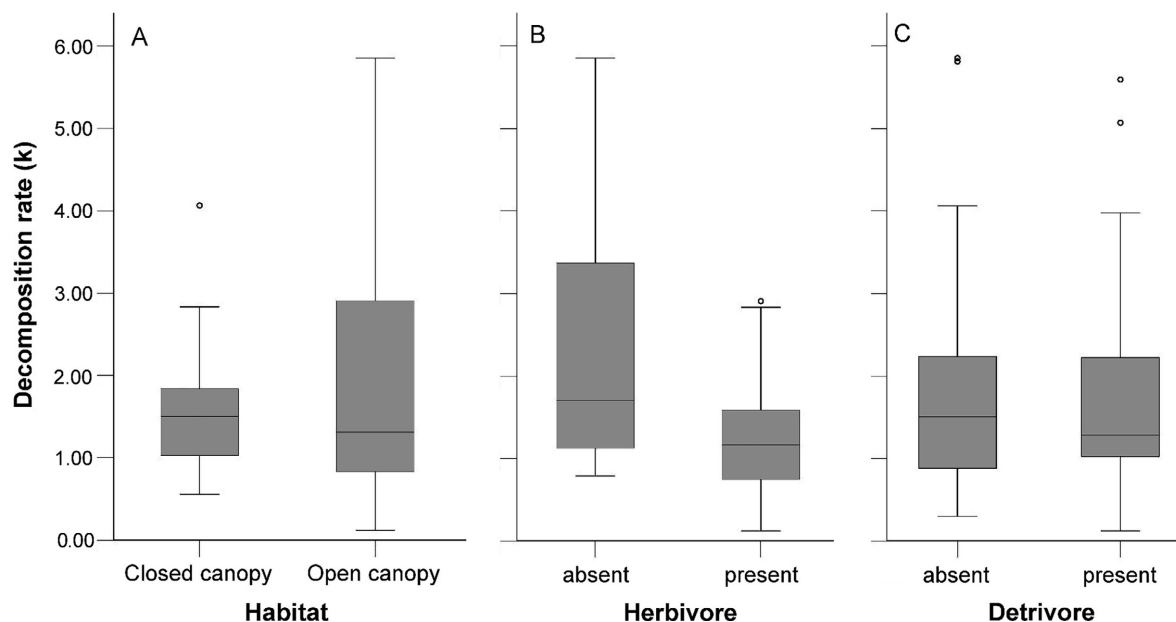 A
B
C
Decomposition rate (k)
6.00
5.00
4.00
3.00
2.00
1.00
0.00
Closed canopy Open canopy
Habitat
absent present
Herbivore
absent present
Detrivore